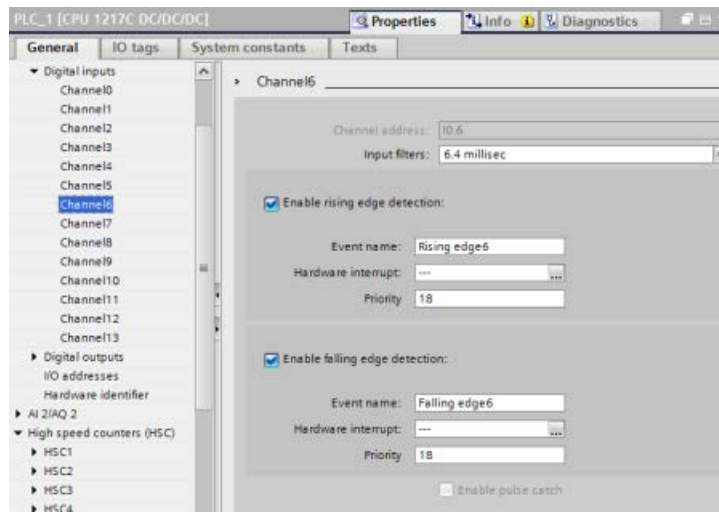 PLC_1 [CPU 1217C DC/DC/DC]
Properties
Info
Diagnostics
General
IO tags
System constants
Texts
Digital inputs
Channel0
Channel1
Channel2
Channel3
Channel4
Channel5
Channel6
Channel7
Channel8
Channel9
Channel10
Channel11
Channel12
Channel13
Digital outputs
I/O addresses
Hardware identifier
AI 2/AQ 2
High speed counters (HSC)
HSC1
HSC2
HSC3
HSC4
Channel6
Channel address: I0.6
Input filters: 6.4 millisec
Enable rising edge detection:
Event name: Rising edge6
Hardware interrupt: ---
...
Priority 18
Enable falling edge detection:
Event name: Falling edge6
Hardware interrupt: ---
...
Priority 18
Enable pulse catch